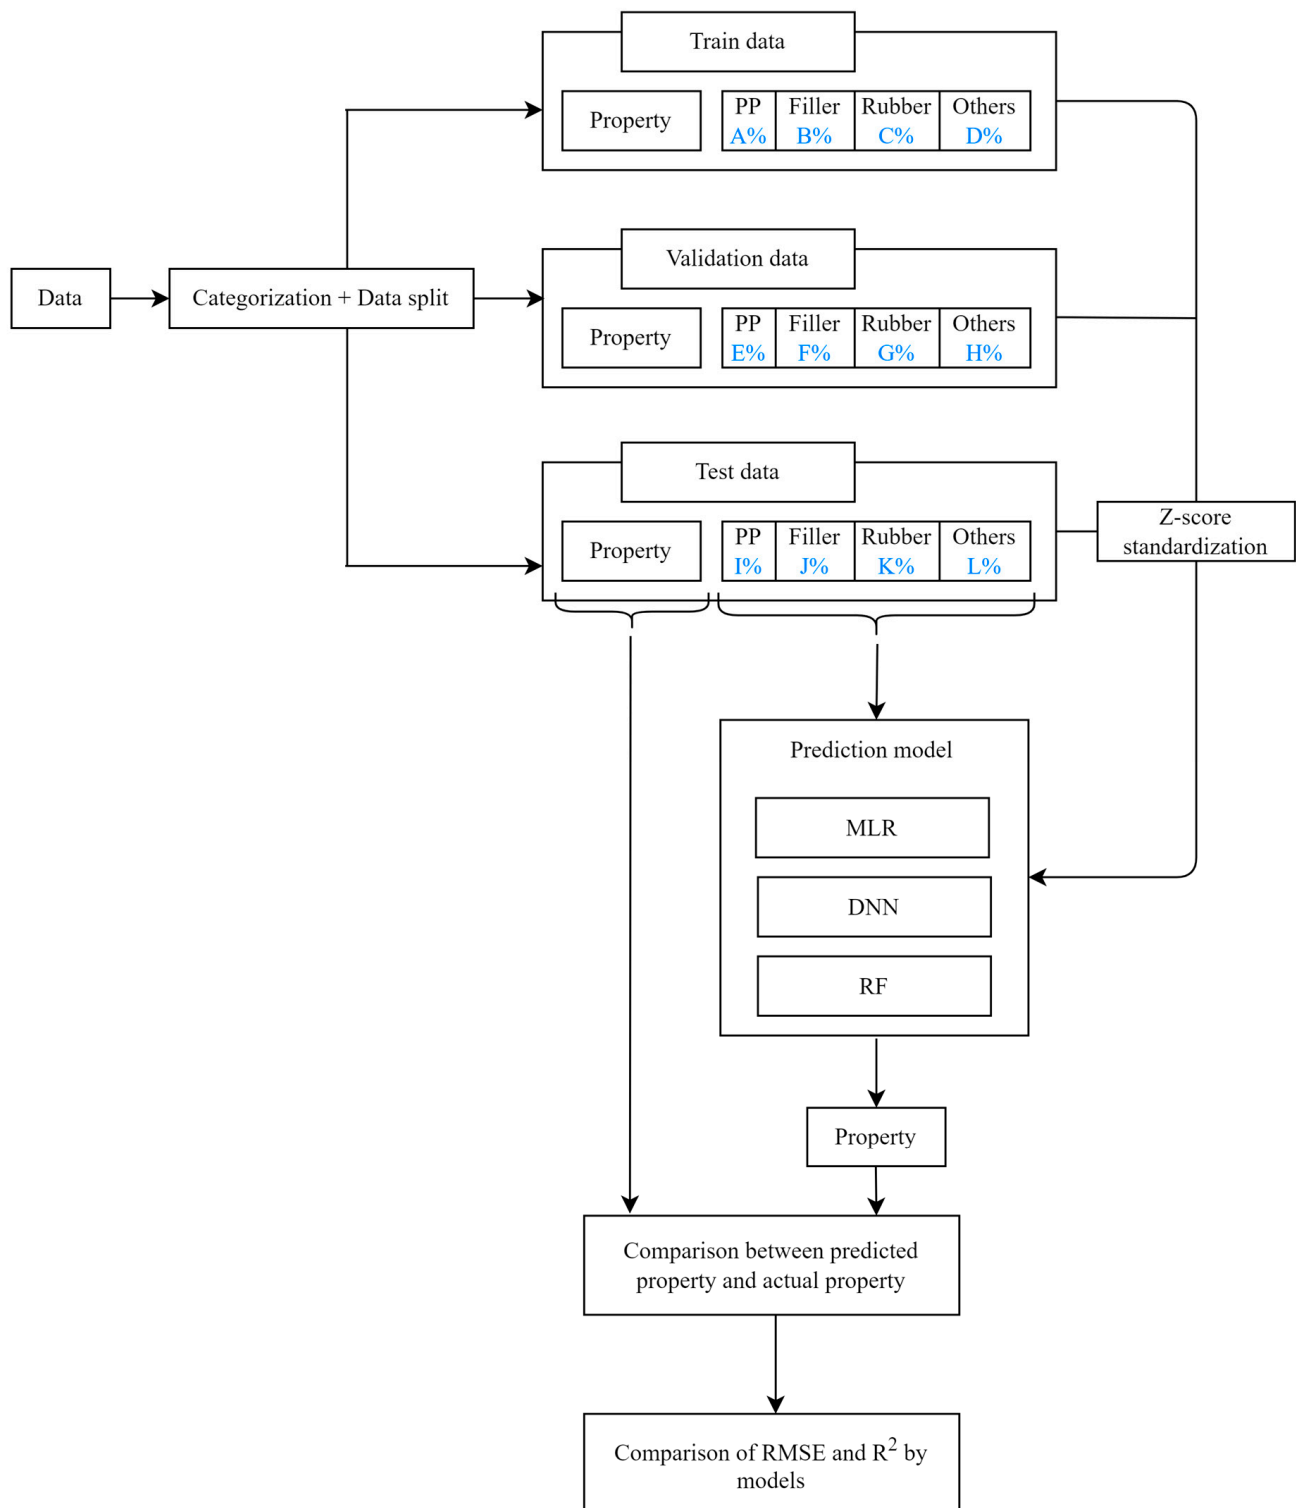 Train data
Property
PP Filler Rubber Others
A% B% C% D%
Data
Categorization + Data split
Validation data
Property
PP Filler Rubber Others
E% F% G% H%
Test data
Property
PP Filler Rubber Others
I% J% K% L%
Z-score
standardization
Prediction model
MLR
DNN
RF
Property
Comparison between predicted
property and actual property
Comparison of RMSE and R² by
models